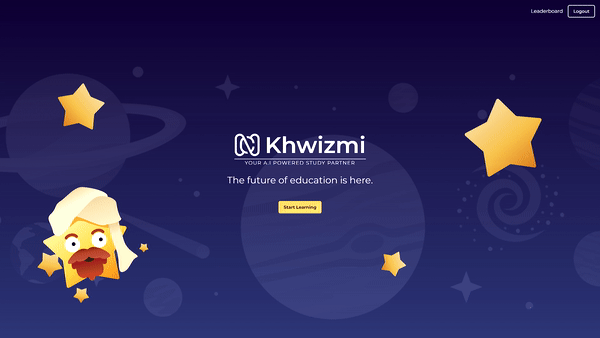 Leaderboard
Logout
Khwizmi
YOUR A.I POWERED STUDY PARTNER
The future of education is here.
Start Learning